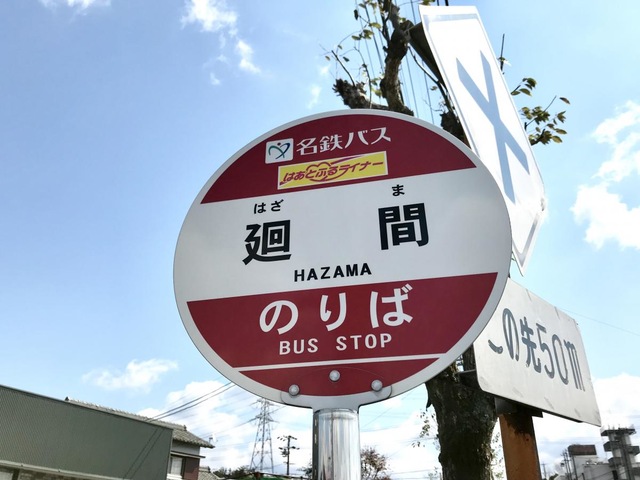 名鉄バス
はあとふるライナー
はざ ま
廻 間
HAZAMA
のりば
BUS STOP
この先50m